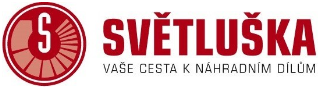 S SVĚTLUŠKA
VAŠE CESTA K NÁHRADNÍM DÍLŮM